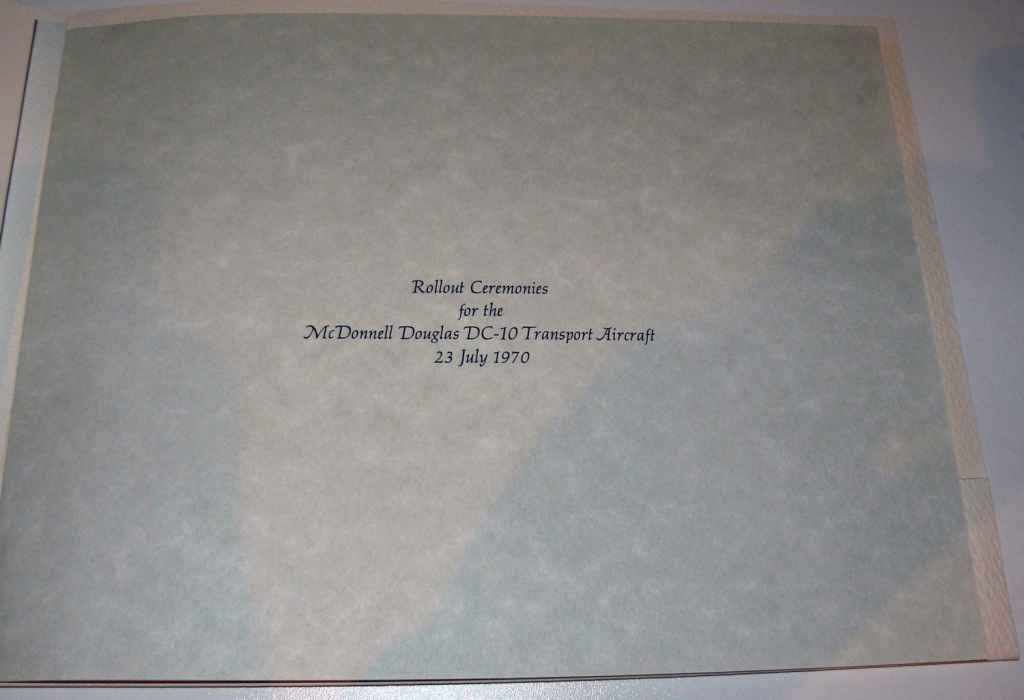 Rollout Ceremonies
for the
McDonnell Douglas DC-10 Transport Aircraft
23 July 1970